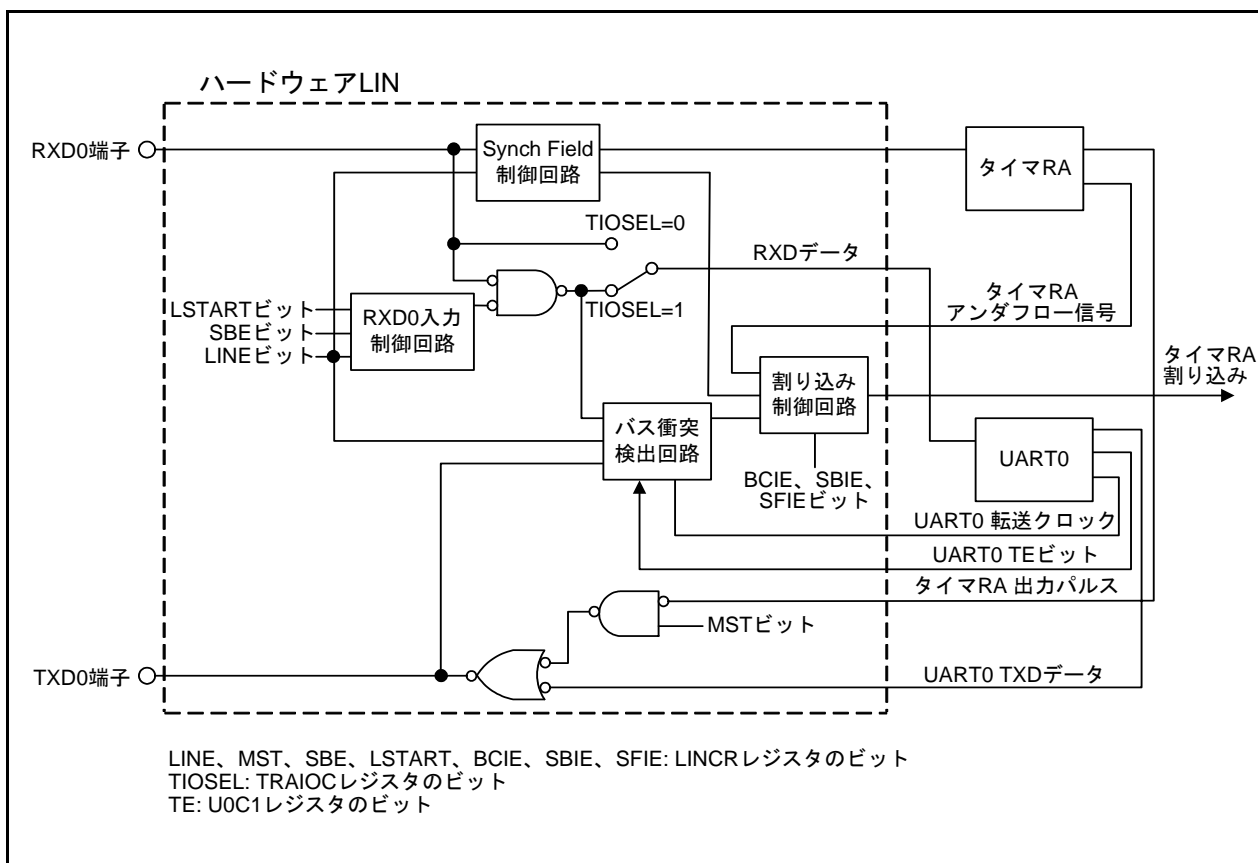 ハードウェアLIN
RXD0端子
Synch Field
制御回路
タイマRA
TIOSEL=0
RXDデータ
TIOSEL=1
LSTARTビット
SBEビット
LINEビット
RXD0入力
制御回路
タイマRA
アンダフロー信号
割り込み
制御回路
タイマRA
割り込み
バス衝突
検出回路
UART0
BCIE、SBIE、
SFIEビット
UART0 転送クロック
UART0 TEビット
タイマRA 出力パルス
MSTビット
TXD0端子
UART0 TXDデータ
LINE、MST、SBE、LSTART、BCIE、SBIE、SFIE: LINCRレジスタのビット
TIOSEL: TRAIOCレジスタのビット
TE: U0C1レジスタのビット